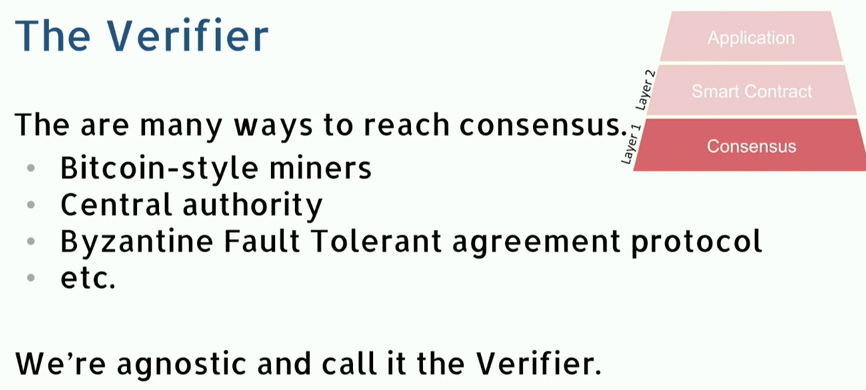 The Verifier
Application
Layer 2
Smart Contract
The are many ways to reach consensus.
Layer 1
Consensus
• Bitcoin-style miners
• Central authority
• Byzantine Fault Tolerant agreement protocol
• etc.
We're agnostic and call it the Verifier.